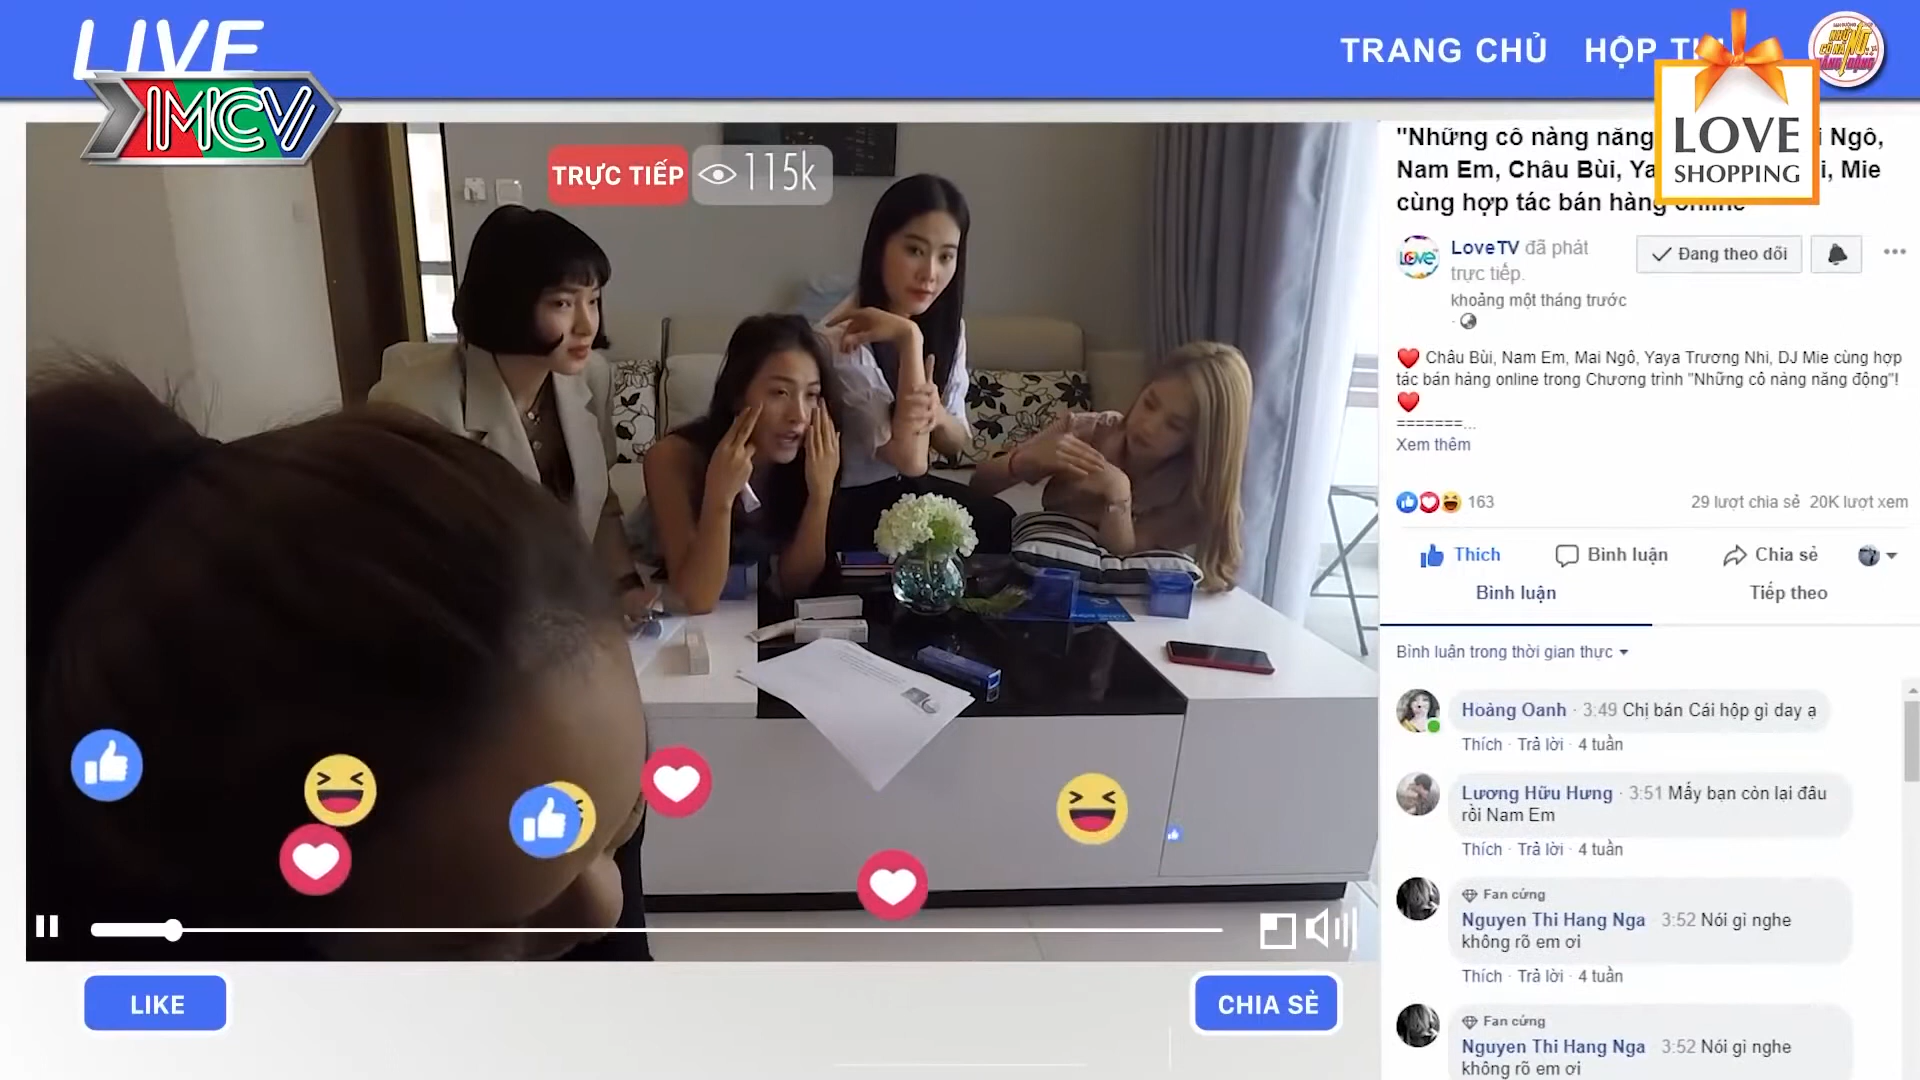 LIVE
MCV
TRANG CHỦ
HỘP
LOVE
SHOPPING
TRỰC TIẾP
115k
"Những cô nàng năng Ngô,
Nam Em, Châu Bùi, Mie
cùng hợp tác bán hàng online"
LOVE
LoveTV đã phát
trực tiếp.
khoảng một tháng trước
Đang theo dõi
Châu Bùi, Nam Em, Mai Ngô, Yaya Trương Nhi, DJ Mie cùng hợp
tác bán hàng online trong Chương trình "Những cô nàng năng động"!
=======...
Xem thêm
163
29 lượt chia sẻ 20K lượt xem
Thích Bình luận Chia sẻ
Bình luận Tiếp theo
Bình luận trong thời gian thực
Hoàng Oanh · 3:49 Chị bán Cái hộp gì day ạ
Thích · Trả lời · 4 tuần
Lương Hữu Hưng · 3:51 Mấy bạn còn lại đâu
rồi Nam Em
Thích · Trả lời · 4 tuần
Fan cứng
Nguyen Thi Hang Nga · 3:52 Nói gì nghe
không rõ em ơi
Thích · Trả lời · 4 tuần
Fan cứng
Nguyen Thi Hang Nga · 3:52 Nói gì nghe
không rõ em ơi
LIKE
CHIA SẺ